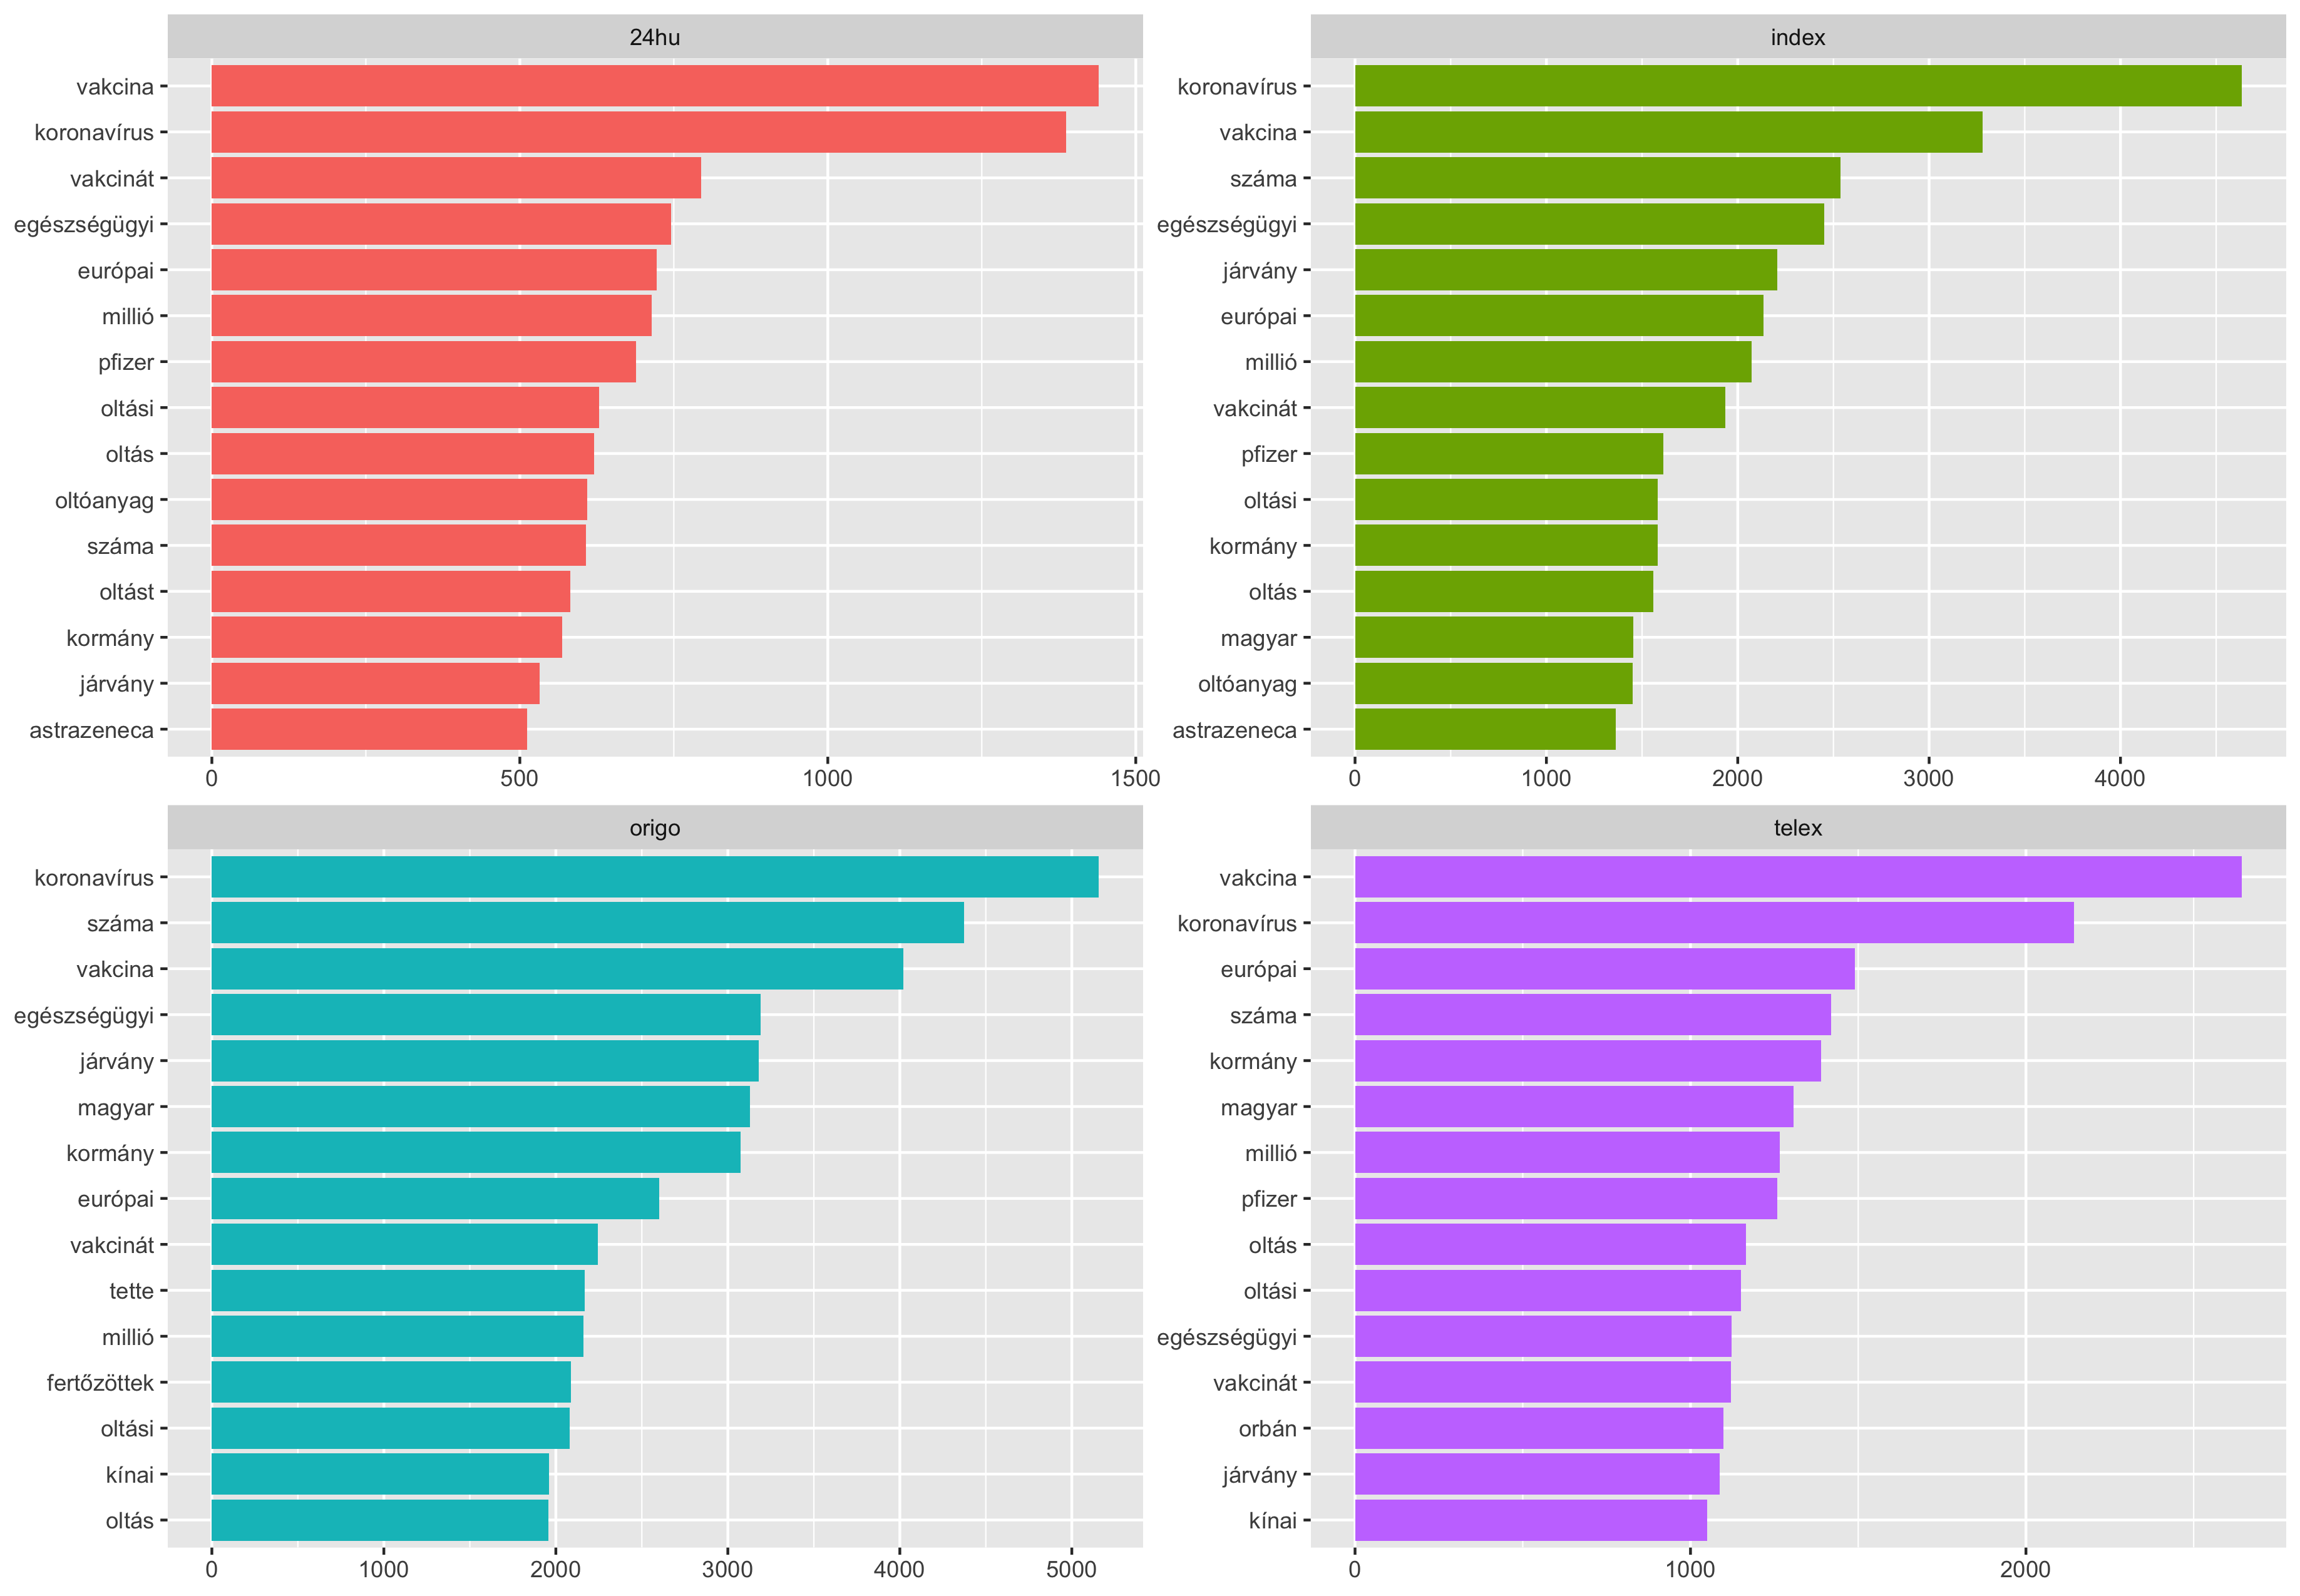 24hu
vakcina
koronavírus
vakcinát
egészségügyi
európai
millió
pfizer
oltási
oltás
oltóanyag
száma
oltást
kormány
járvány
astrazeneca
0 500 1000 1500
index
koronavírus
vakcina
száma
egészségügyi
járvány
európai
millió
vakcinát
pfizer
oltási
kormány
oltás
magyar
oltóanyag
astrazeneca
0 1000 2000 3000 4000
origo
koronavírus
száma
vakcina
egészségügyi
járvány
magyar
kormány
európai
vakcinát
tette
millió
fertőzöttek
oltási
kínai
oltás
0 1000 2000 3000 4000 5000
telex
vakcina
koronavírus
európai
száma
kormány
magyar
millió
pfizer
oltás
oltási
egészségügyi
vakcinát
orbán
járvány
kínai
0 1000 2000